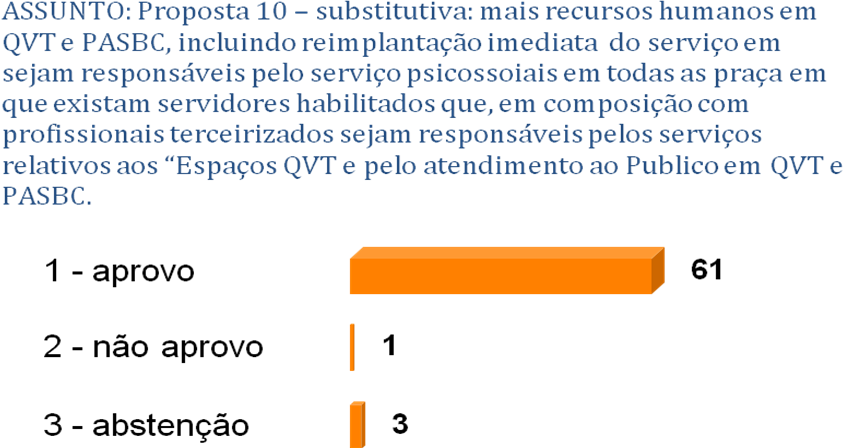 ASSUNTO: Proposta 10 – substitutiva: mais recursos humanos em
QVT e PASBC, incluindo reimplantação imediata do serviço em
sejam responsáveis pelo serviço psicossoiais em todas as praça em
que existam servidores habilitados que, em composição com
profissionais terceirizados sejam responsáveis pelos serviços
relativos aos “Espaços QVT e pelo atendimento ao Publico em QVT e
PASBC.
1 - aprovo 61
2 - não aprovo 1
3 - abstenção 3